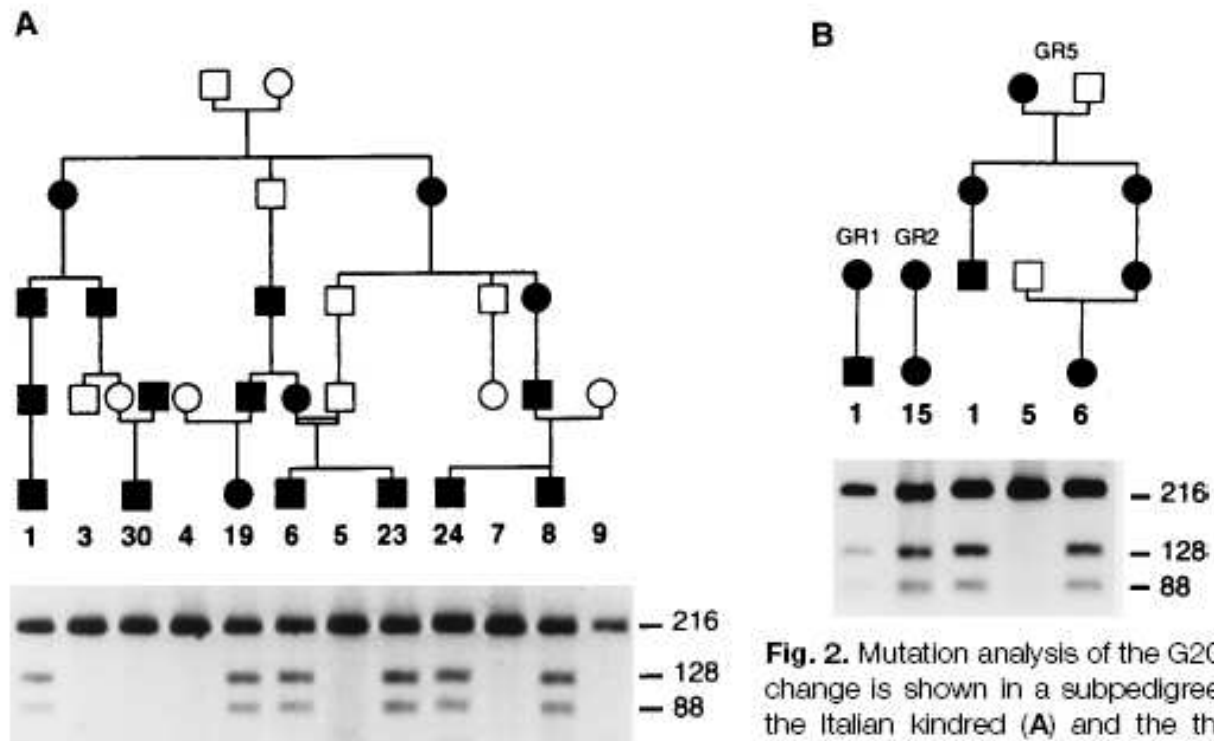 A
B
GR5
GR1 GR2
1 15 1 5 6
1 3 30 4 19 6 5 23 24 7 8 9
216
128
88
216
128
88
Fig. 2. Mutation analysis of the G20
change is shown in a subpedigree
the Italian kindred (A) and the th